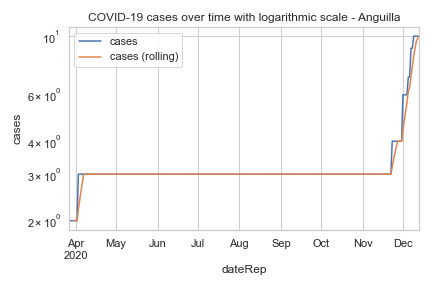 COVID-19 cases over time with logarithmic scale - Anguilla
cases
cases (rolling)
10¹
6 × 10⁰
4 × 10⁰
3 × 10⁰
2 × 10⁰
cases
Apr May Jun Jul Aug Sep Oct Nov Dec
2020
dateRep